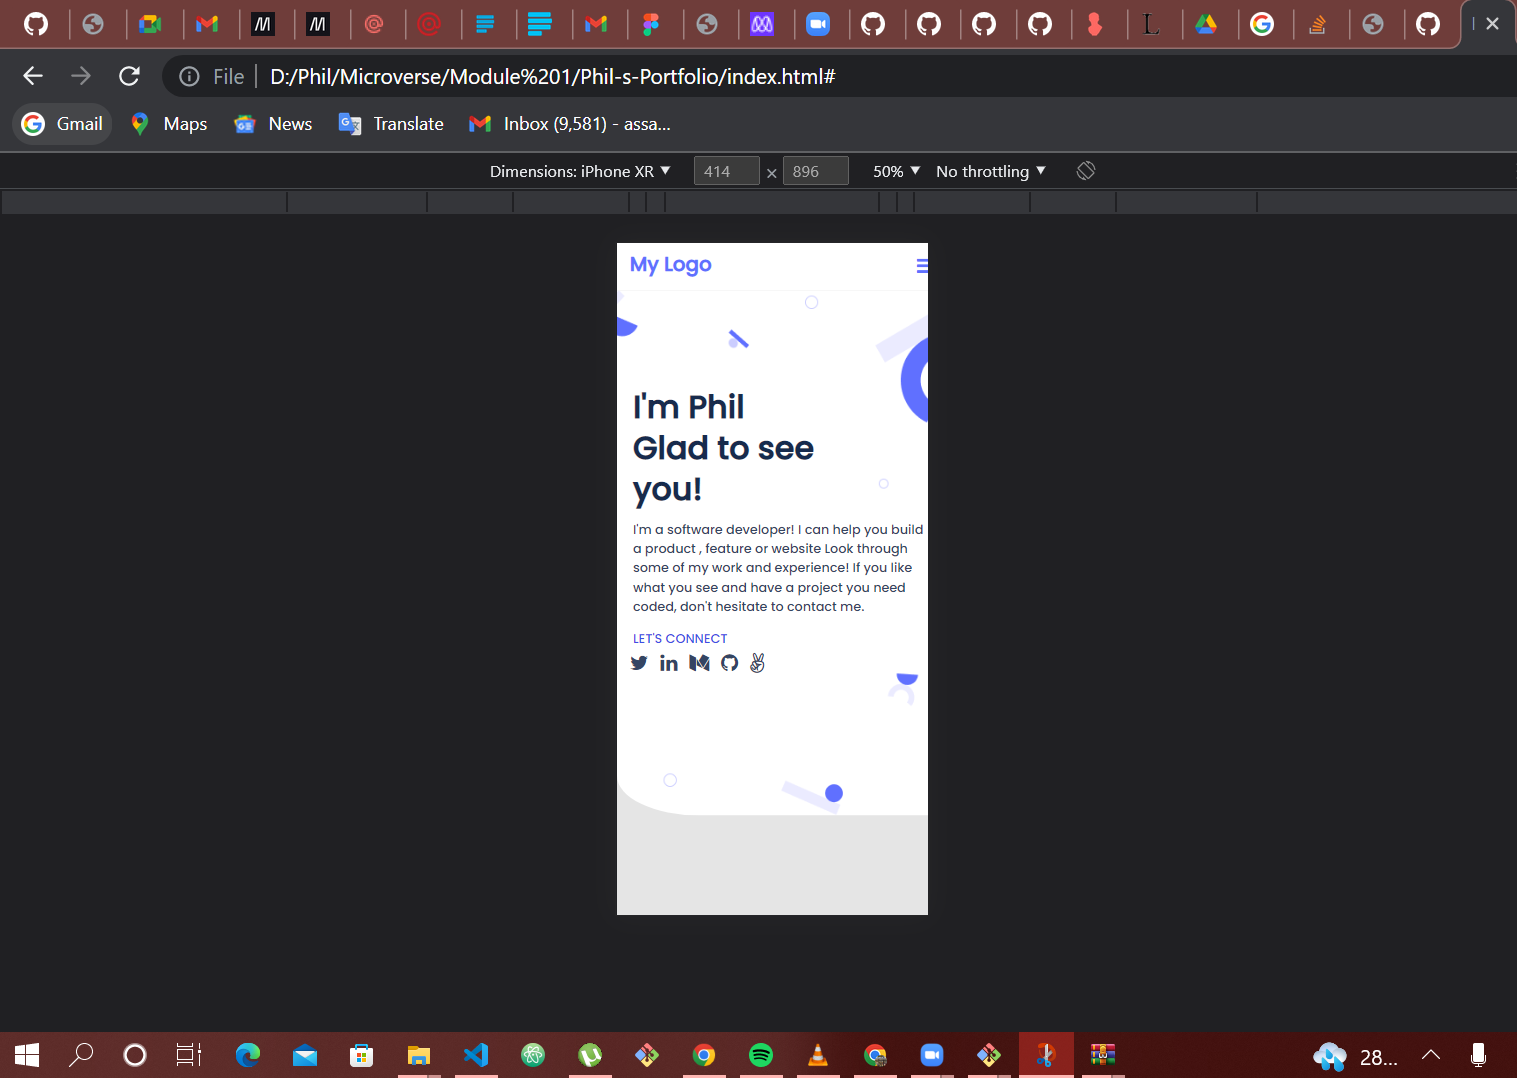 File
D:/Phil/Microverse/Module%201/Phil-s-Portfolio/index.html#
Gmail
Maps
News
Translate
Inbox (9,581) - assa...
Dimensions: iPhone XR
414 × 896
50%
No throttling
My Logo
I'm Phil
Glad to see
you!
I'm a software developer! I can help you build
a product , feature or website Look through
some of my work and experience! If you like
what you see and have a project you need
coded, don't hesitate to contact me.
LET'S CONNECT
28...